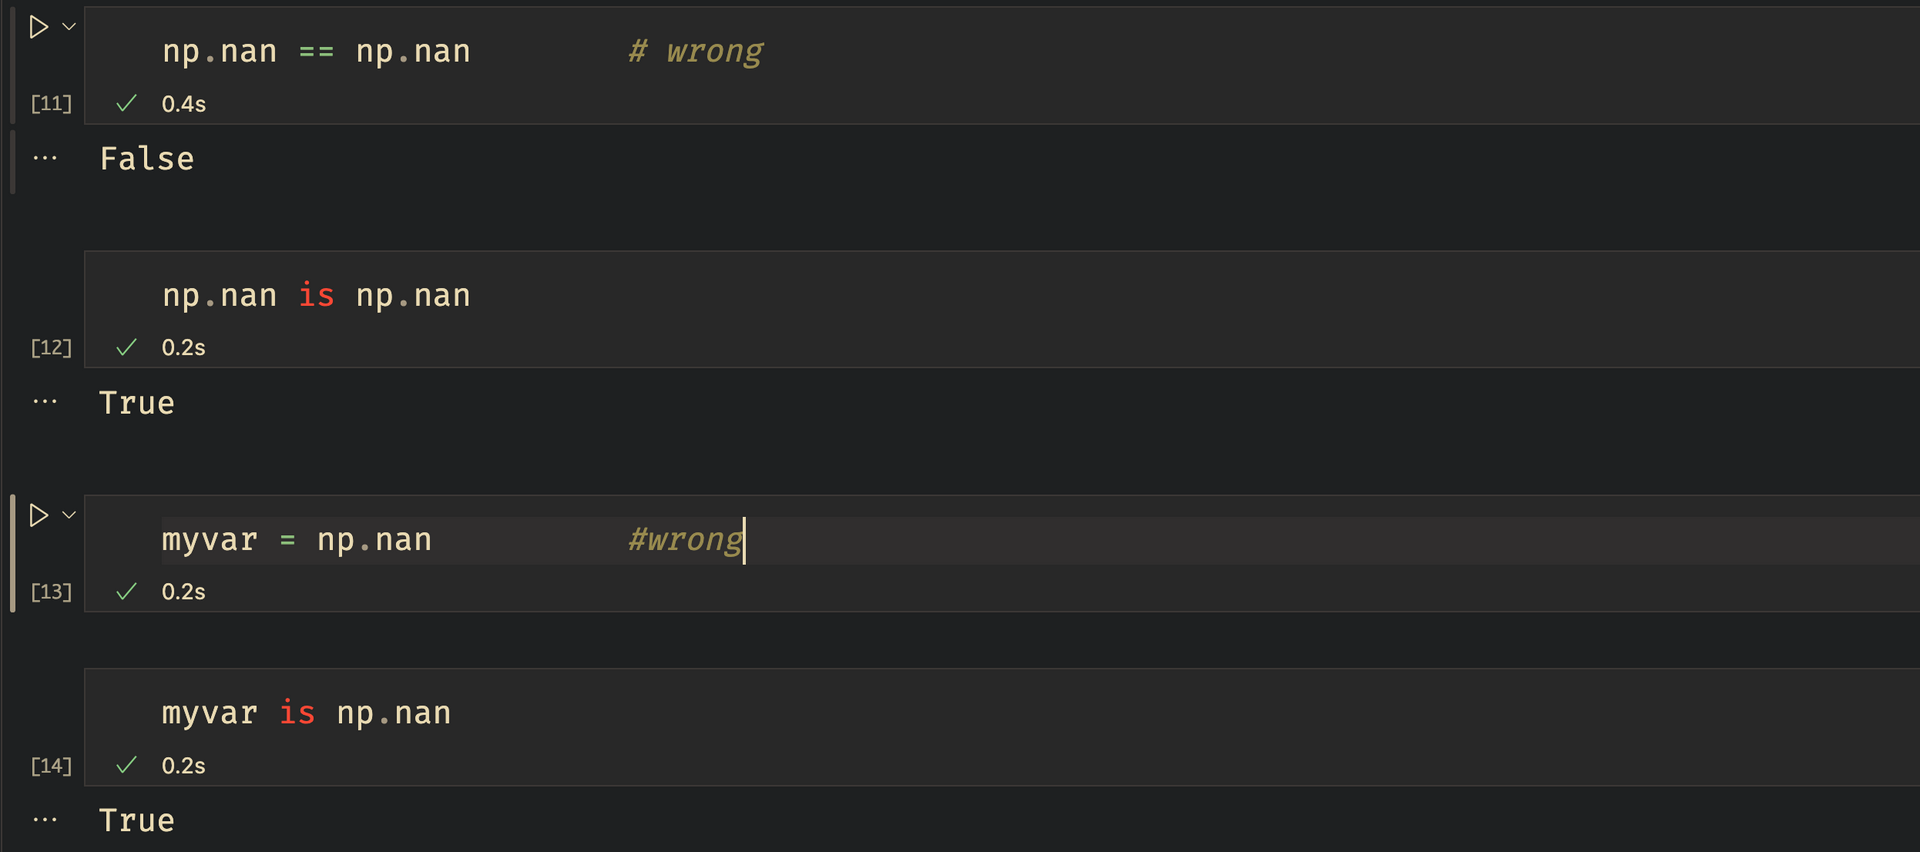 np.nan == np.nan        # wrong
[11] ✓ 0.4s
... False
np.nan is np.nan
[12] ✓ 0.2s
... True
myvar = np.nan          #wrong
[13] ✓ 0.2s
myvar is np.nan
[14] ✓ 0.2s
... True